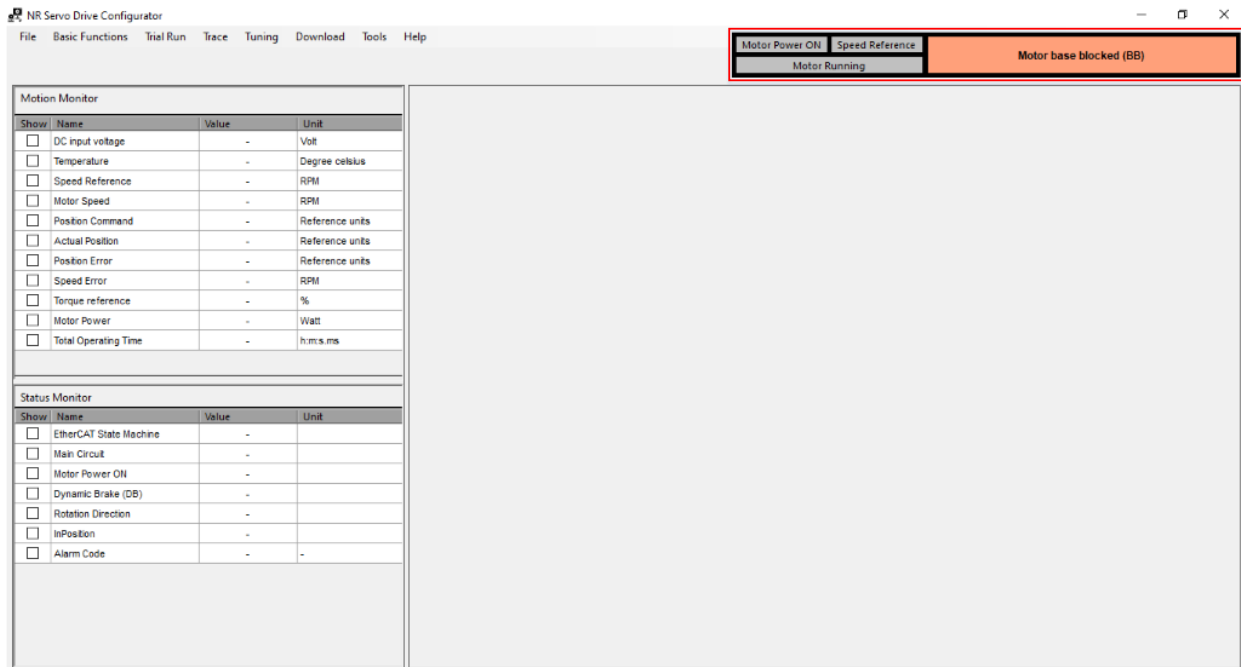 NR Servo Drive Configurator
File Basic Functions Trial Run Trace Tuning Download Tools Help
Motor Power ON Speed Reference
Motor Running
Motor base blocked (BB)
Motion Monitor
Show Name Value Unit
DC input voltage - Volt
Temperature - Degree celsius
Speed Reference - RPM
Motor Speed - RPM
Position Command - Reference units
Actual Position - Reference units
Position Error - Reference units
Speed Error - RPM
Torque reference - %
Motor Power - Watt
Total Operating Time - h:m:s.ms
Status Monitor
Show Name Value Unit
EtherCAT State Machine -
Main Circuit -
Motor Power ON -
Dynamic Brake (DB) -
Rotation Direction -
InPosition -
Alarm Code - -